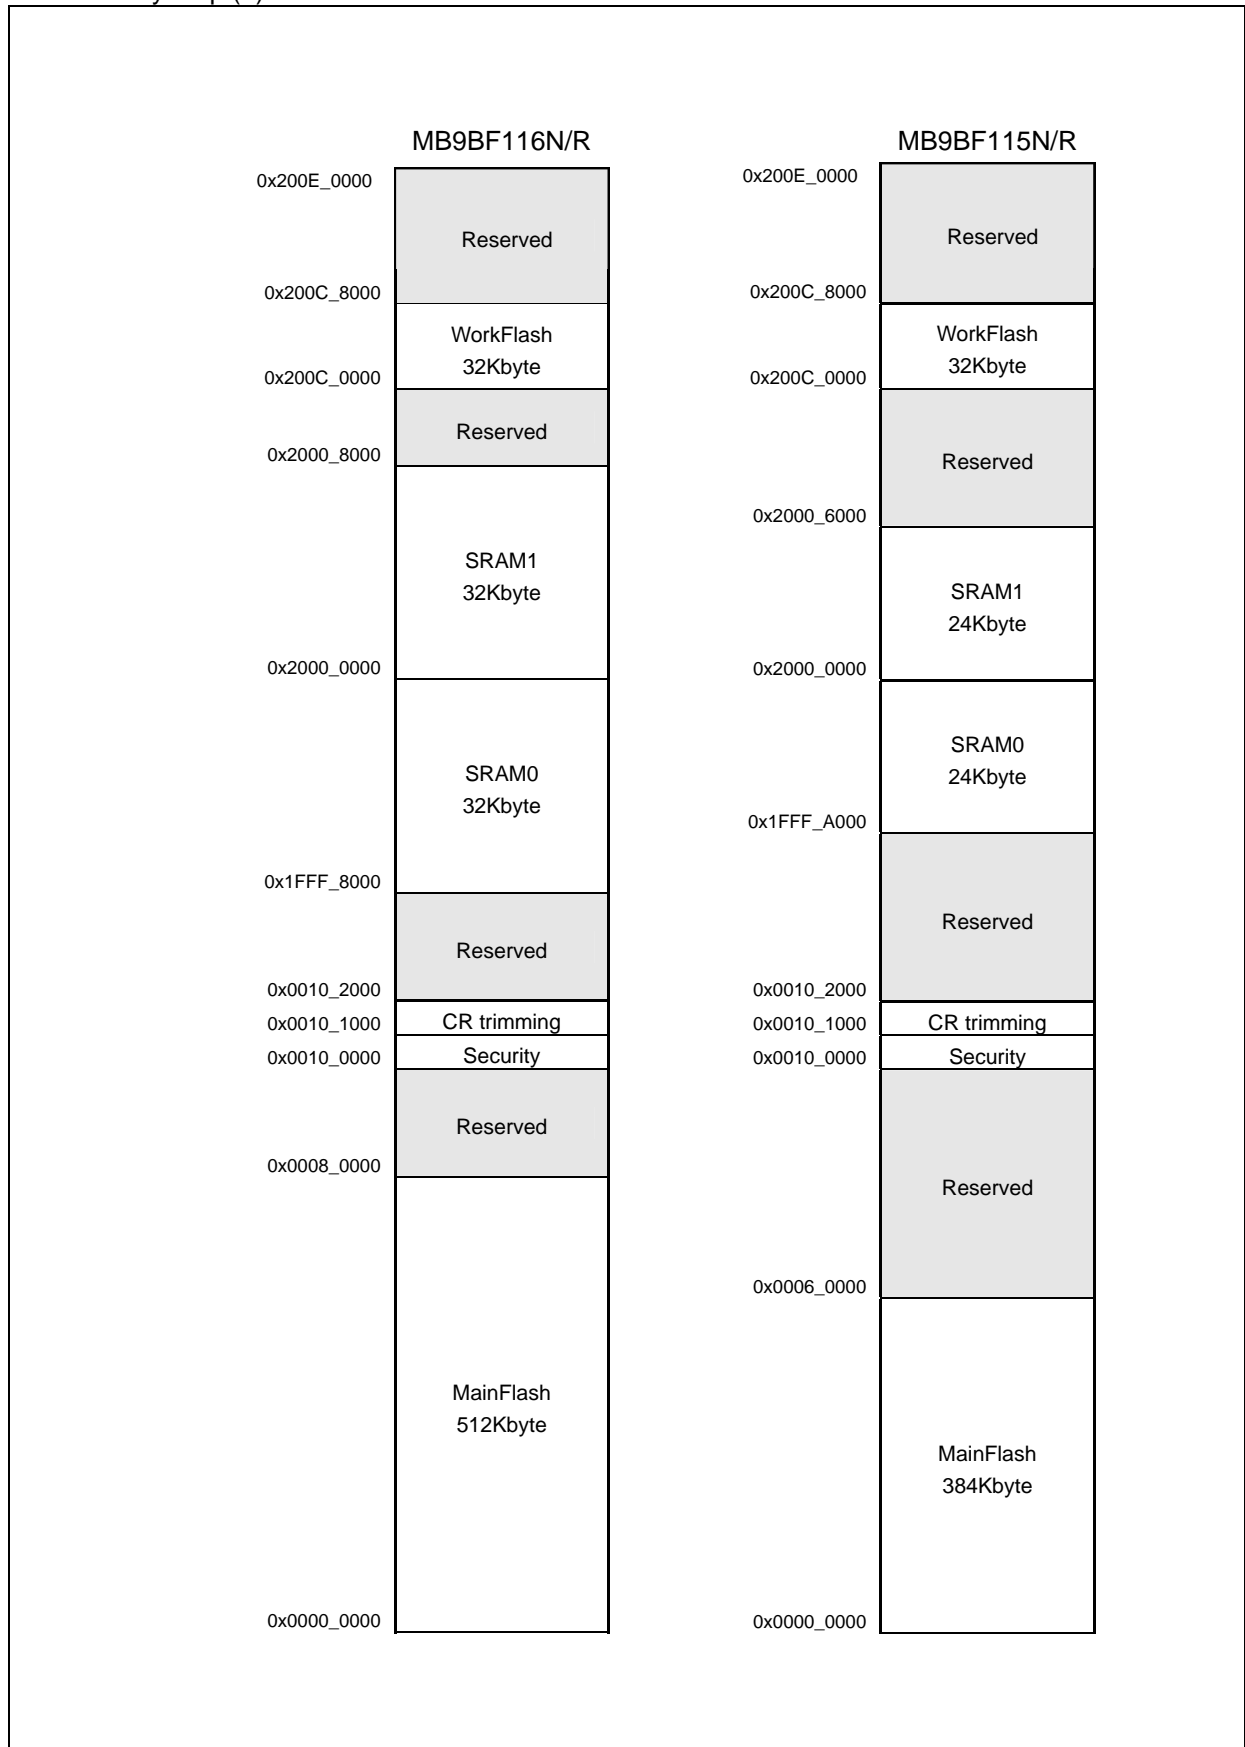 MB9BF116N/R
0x200E_0000
Reserved
0x200C_8000
WorkFlash
32Kbyte
0x200C_0000
Reserved
0x2000_8000
SRAM1
32Kbyte
0x2000_0000
SRAM0
32Kbyte
0x1FFF_8000
Reserved
0x0010_2000
CR trimming
0x0010_1000
Security
0x0010_0000
Reserved
0x0008_0000
MainFlash
512Kbyte
0x0000_0000
MB9BF115N/R
0x200E_0000
Reserved
0x200C_8000
WorkFlash
32Kbyte
0x200C_0000
Reserved
0x2000_6000
SRAM1
24Kbyte
0x2000_0000
SRAM0
24Kbyte
0x1FFF_A000
Reserved
0x0010_2000
CR trimming
0x0010_1000
Security
0x0010_0000
Reserved
0x0006_0000
MainFlash
384Kbyte
0x0000_0000